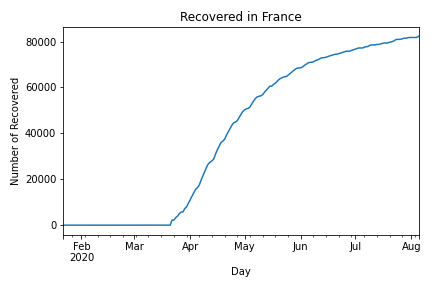 Recovered in France
Number of Recovered
80000
60000
40000
20000
0
Feb Mar Apr May Jun Jul Aug
2020
Day